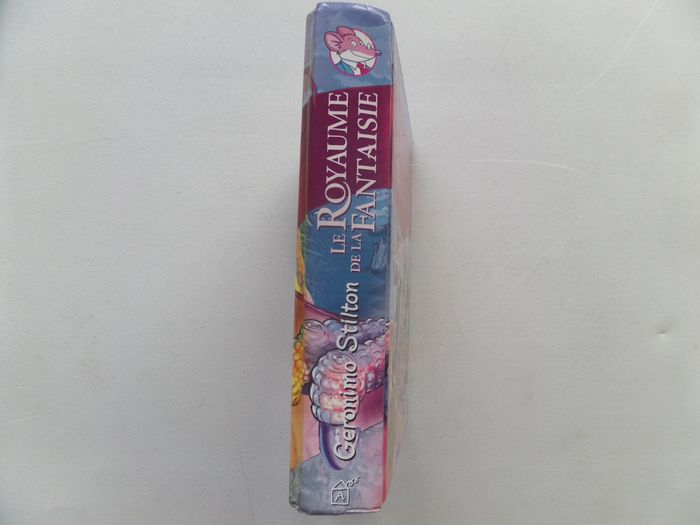 Geronimo Stilton
LE ROYAUME
DE LA FANTAISIE
A